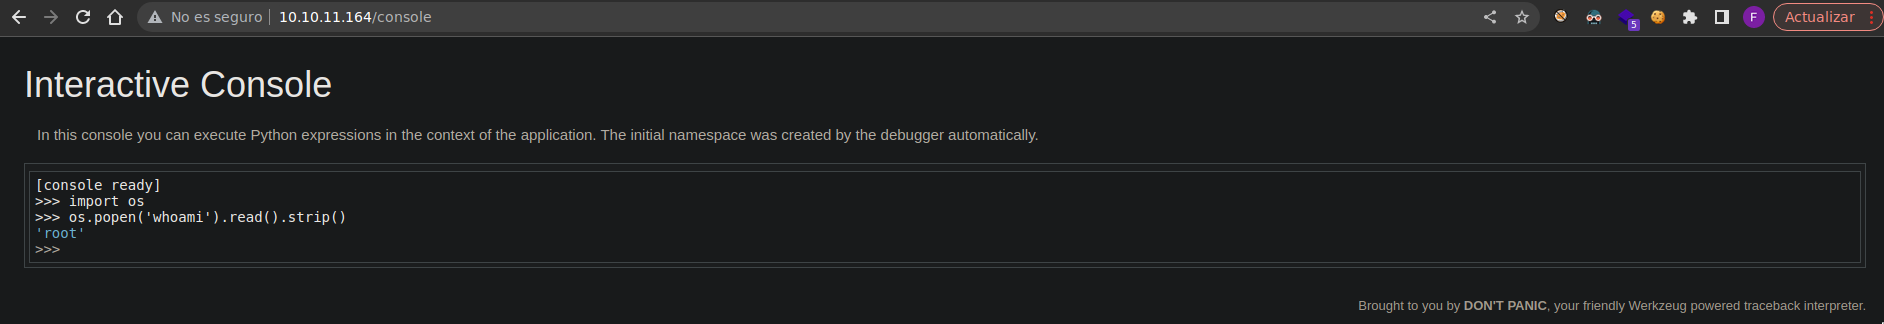 No es seguro | 10.10.11.164/console
5
F
Actualizar
Interactive Console
In this console you can execute Python expressions in the context of the application. The initial namespace was created by the debugger automatically.
[console ready]
>>> import os
>>> os.popen('whoami').read().strip()
'root'
>>>
Brought to you by DON'T PANIC, your friendly Werkzeug powered traceback interpreter.